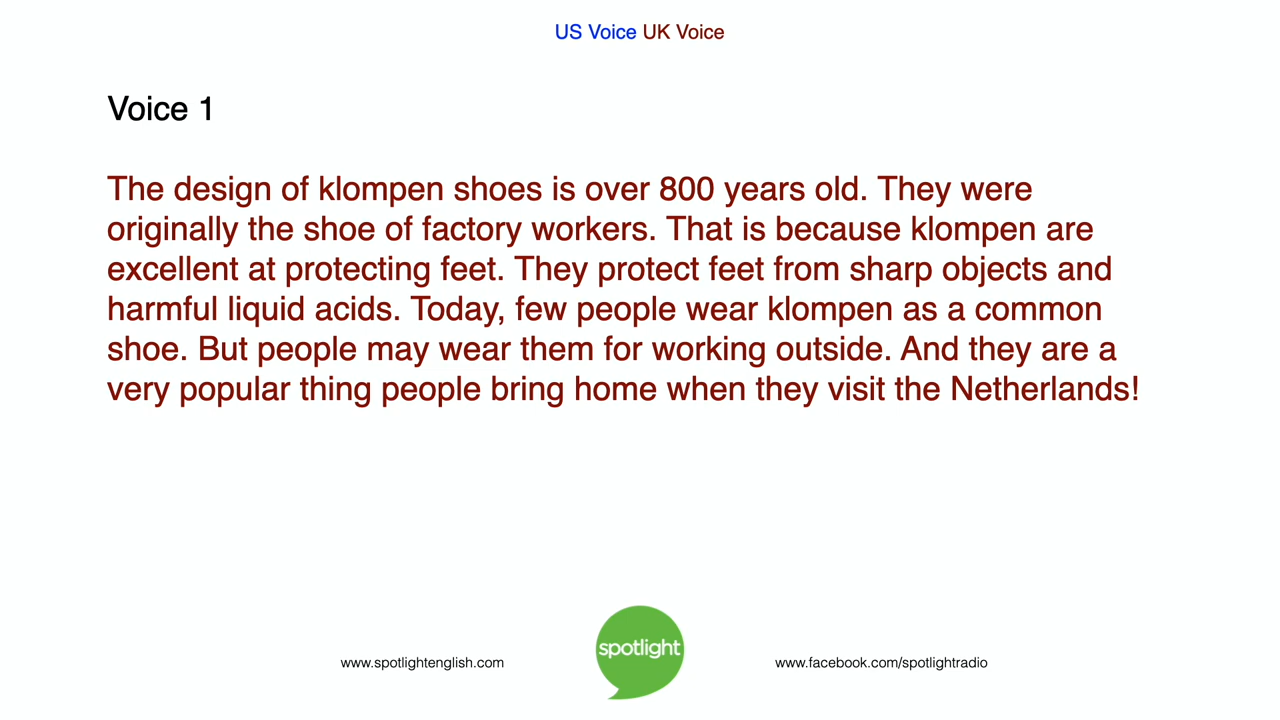 US Voice UK Voice
Voice 1
The design of klompen shoes is over 800 years old. They were
originally the shoe of factory workers. That is because klompen are
excellent at protecting feet. They protect feet from sharp objects and
harmful liquid acids. Today, few people wear klompen as a common
shoe. But people may wear them for working outside. And they are a
very popular thing people bring home when they visit the Netherlands!
www.spotlightenglish.com
spotlight
www.facebook.com/spotlightradio